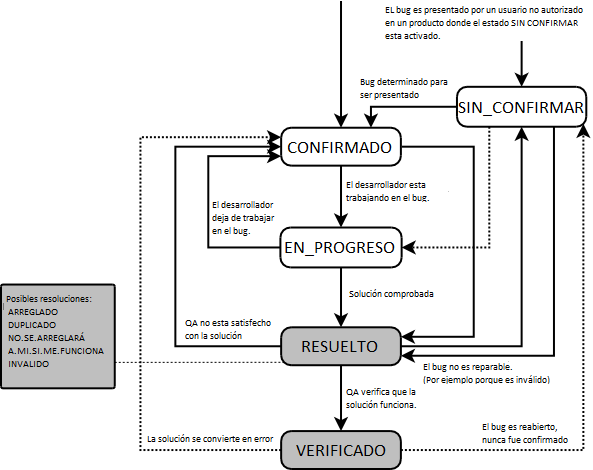 EL bug es presentado por un usuario no autorizado
en un producto donde el estado SIN CONFIRMAR
esta activado.
Bug determinado para
ser presentado
SIN_CONFIRMAR
CONFIRMADO
El desarrollador esta
trabajando en el bug.
El desarrollador
deja de trabajar
en el bug.
EN_PROGRESO
Solución comprobada
Posibles resoluciones:
ARREGLADO
DUPLICADO
NO.SE.ARREGLARÁ
A.MI.SI.ME.FUNCIONA
INVALIDO
QA no esta satisfecho
con la solución
RESUELTO
El bug no es reparable.
(Por ejemplo porque es inválido)
QA verifica que la
solución funciona.
La solución se convierte en error
VERIFICADO
El bug es reabierto,
nunca fue confirmado